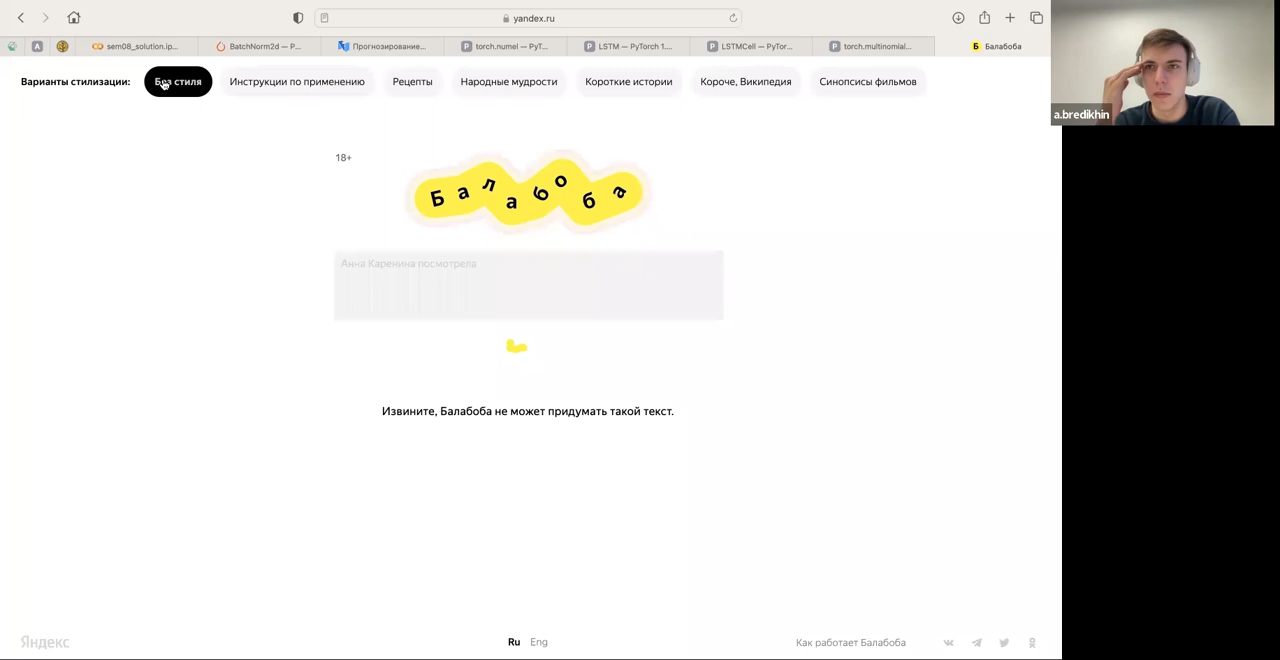 yandex.ru
A
sem08_solution.ip...
BatchNorm2d — P...
Прогнозирование...
P torch.numel — PyT...
P LSTM — PyTorch 1....
P LSTMCell — PyTor...
P torch.multinomial...
Б Балабоба
Варианты стилизации:
Без стиля
Инструкции по применению
Рецепты
Народные мудрости
Короткие истории
Короче, Википедия
Синопсисы фильмов
a.bredikhin
18+
Балабоба
Анна Каренина посмотрела
Извините, Балабоба не может придумать такой текст.
Яндекс
Ru
Eng
Как работает Балабоба